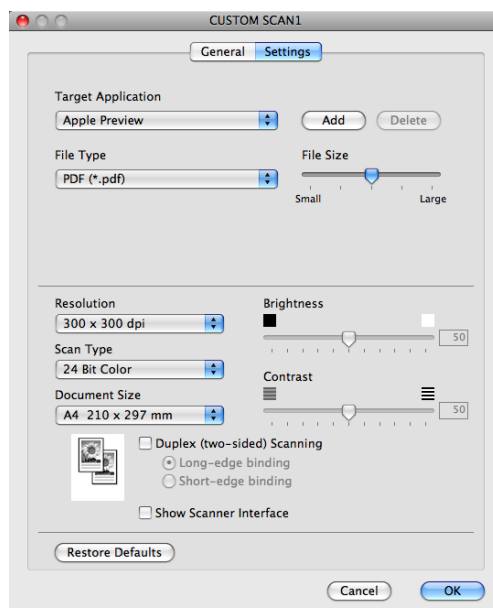 CUSTOM SCAN1
General Settings
Target Application
Apple Preview Add Delete
File Type File Size
PDF (*.pdf)
Small Large
Resolution Brightness
300 x 300 dpi
50
Scan Type
24 Bit Color
Contrast
Document Size
A4 210 x 297 mm 50
Duplex (two-sided) Scanning
Long-edge binding
Short-edge binding
Show Scanner Interface
Restore Defaults
Cancel OK